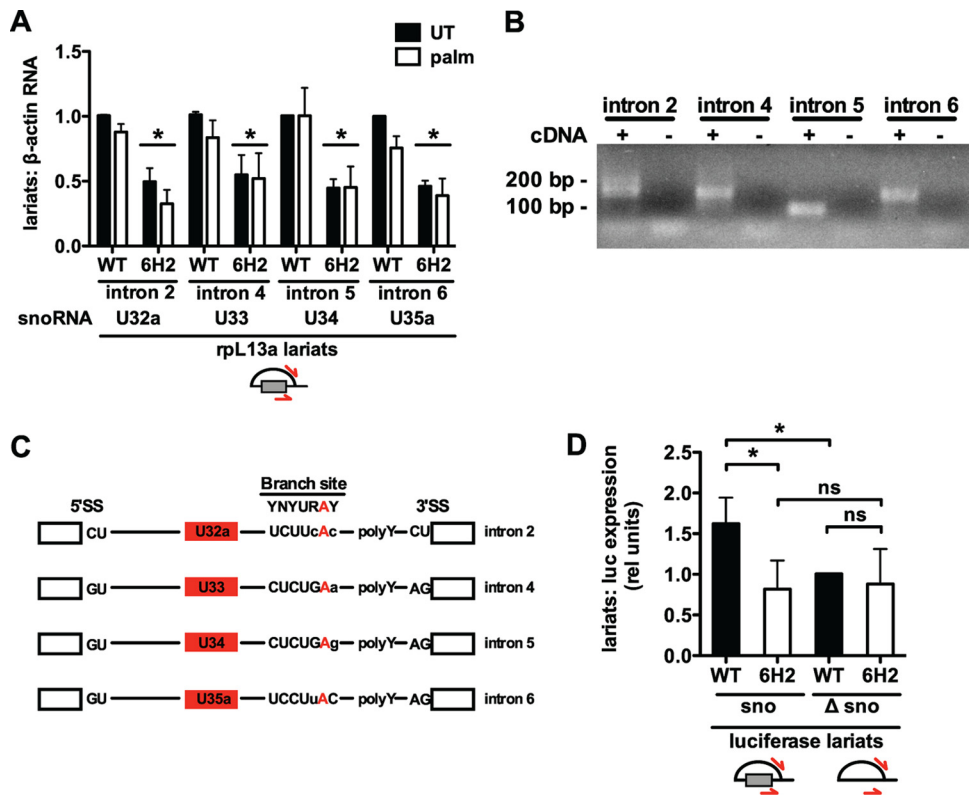 A
UT
palm
lariats: β-actin RNA
1.5
1.0
0.5
0.0
* * * *
WT 6H2 WT 6H2 WT 6H2 WT 6H2
intron 2 intron 4 intron 5 intron 6
snoRNA U32a U33 U34 U35a
rpL13a lariats
B
intron 2 intron 4 intron 5 intron 6
cDNA + - + - + - + -
200 bp -
100 bp -
C
Branch site
5'SS YNYURAY 3'SS
CU U32a UCUUcAc polyY CU intron 2
GU U33 CUCUGAa polyY AG intron 4
GU U34 CUCUGAg polyY AG intron 5
GU U35a UCCUuAC polyY AG intron 6
D
lariats: luc expression
(rel units)
2.5
2.0
1.5
1.0
0.5
0.0
*
*
ns
ns
WT 6H2 WT 6H2
sno Δ sno
luciferase lariats